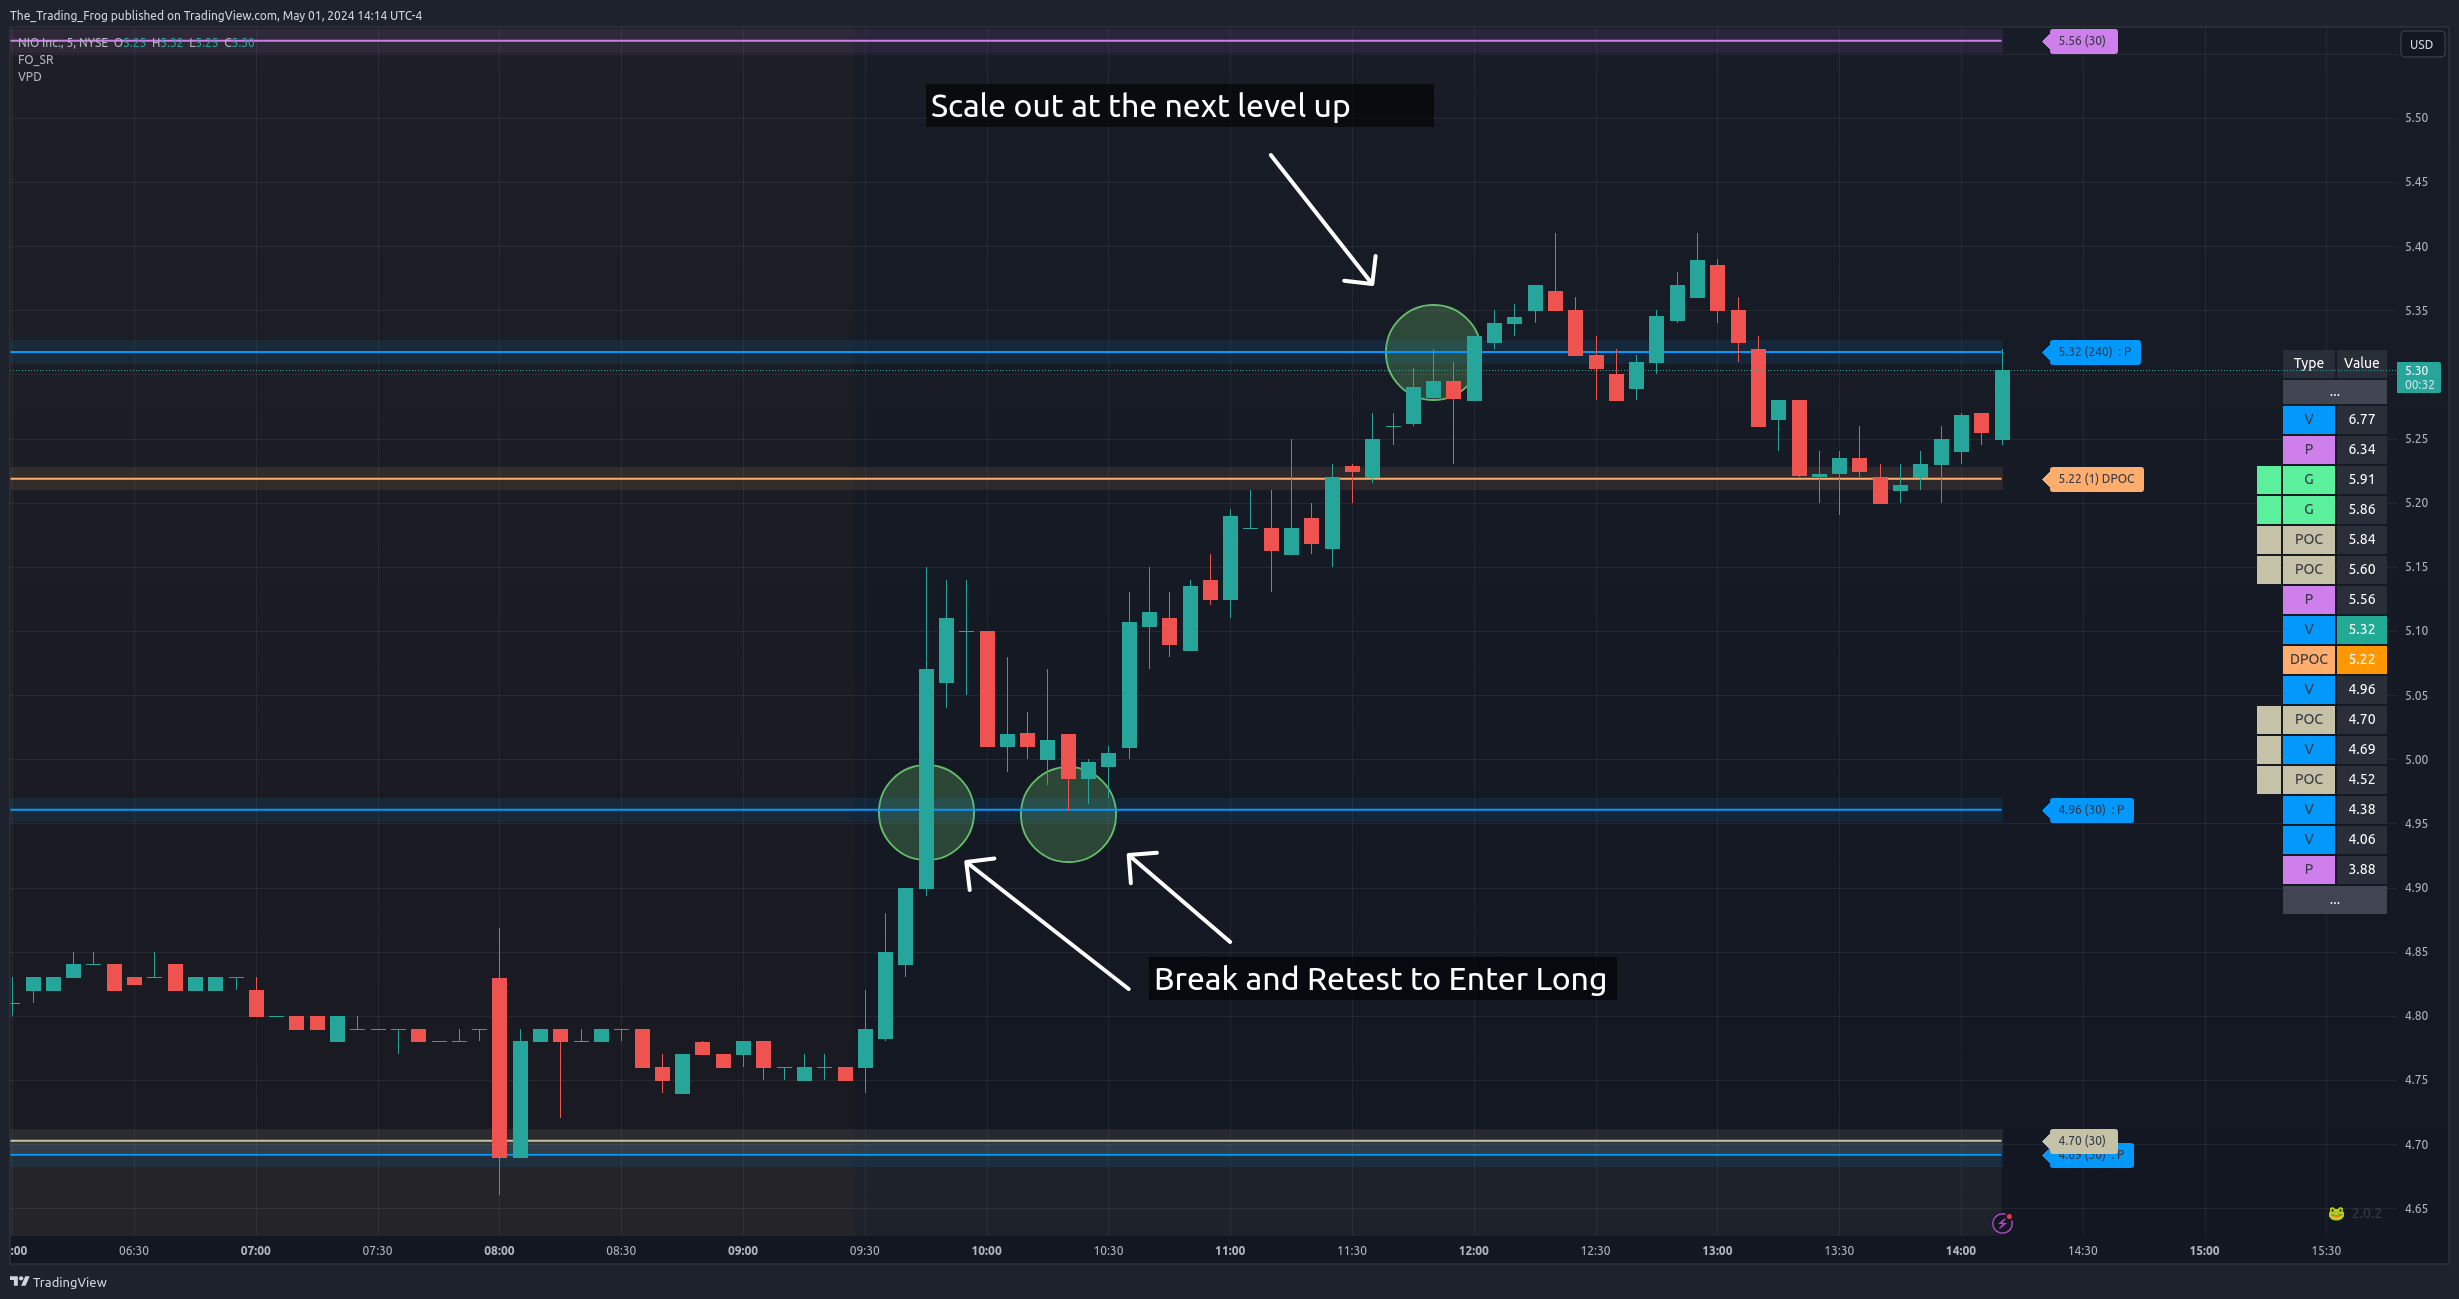 The_Trading_Frog published on TradingView.com, May 01, 2024 14:14 UTC-4
NIO Inc., 5, NYSE O5.25 H5.32 L5.25 C5.30
FO_SR
VPD
5.56 (30)
USD
Scale out at the next level up
5.50
5.45
5.40
5.35
5.32 (240) : P
5.30
00:32
5.25
5.22 (1) DPOC
5.20
5.15
5.10
5.05
5.00
4.96 (30) : P
4.95
4.90
4.85
4.80
4.75
4.70 (30)
4.69 (30) : P
4.70
4.65
Type Value
...
V 6.77
P 6.34
G 5.91
G 5.86
POC 5.84
POC 5.60
P 5.56
V 5.32
DPOC 5.22
V 4.96
POC 4.70
V 4.69
POC 4.52
V 4.38
V 4.06
P 3.88
...
Break and Retest to Enter Long
2.0.2
:00 06:30 07:00 07:30 08:00 08:30 09:00 09:30 10:00 10:30 11:00 11:30 12:00 12:30 13:00 13:30 14:00 14:30 15:00 15:30
TradingView